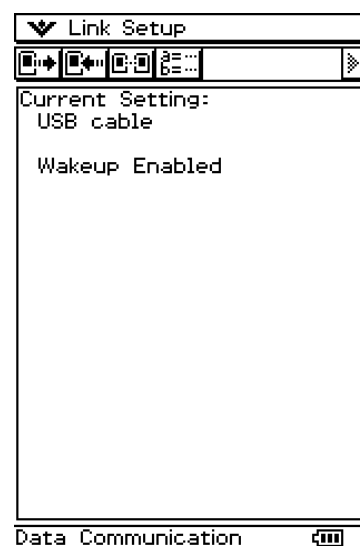 Link Setup
Current Setting:
USB cable
Wakeup Enabled
Data Communication